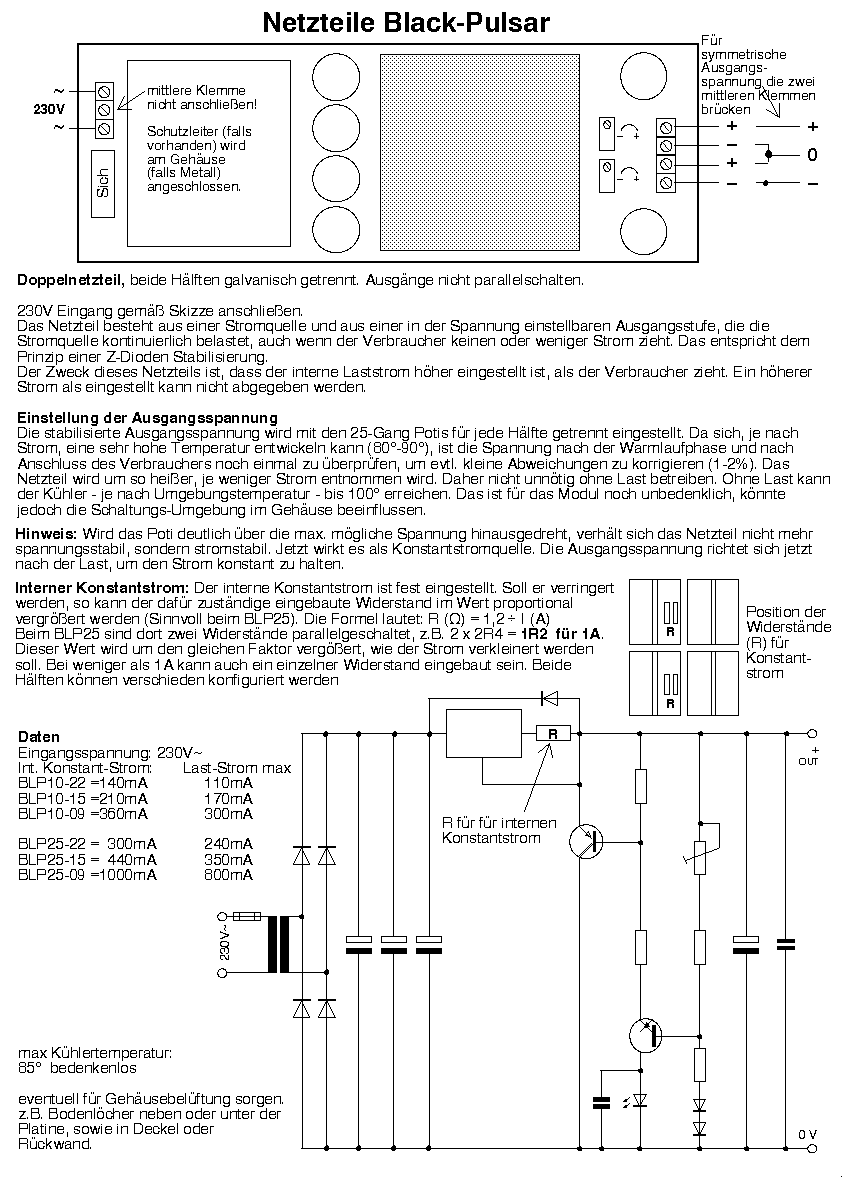 Netzteile Black-Pulsar
Für
symmetrische
Ausgangs-
spannung die zwei
mittleren Klemmen
brücken
~
230V
~
mittlere Klemme
nicht anschließen!
Schutzleiter (falls
vorhanden) wird
am Gehäuse
(falls Metall)
angeschlossen.
Sich
- +
- +
+ +
–
0
+
– –
Doppelnetzteil, beide Hälften galvanisch getrennt. Ausgänge nicht parallelschalten.
230V Eingang gemäß Skizze anschließen.
Das Netzteil besteht aus einer Stromquelle und aus einer in der Spannung einstellbaren Ausgangsstufe, die die
Stromquelle kontinuierlich belastet, auch wenn der Verbraucher keinen oder weniger Strom zieht. Das entspricht dem
Prinzip einer Z-Dioden Stabilisierung.
Der Zweck dieses Netzteils ist, dass der interne Laststrom höher eingestellt ist, als der Verbraucher zieht. Ein höherer
Strom als eingestellt kann nicht abgegeben werden.
Einstellung der Ausgangsspannung
Die stabilisierte Ausgangsspannung wird mit den 25-Gang Potis für jede Hälfte getrennt eingestellt. Da sich, je nach
Strom, eine sehr hohe Temperatur entwickeln kann (80°-90°), ist die Spannung nach der Warmlaufphase und nach
Anschluss des Verbrauchers noch einmal zu überprüfen, um evtl. kleine Abweichungen zu korrigieren (1-2%). Das
Netzteil wird um so heißer, je weniger Strom entnommen wird. Daher nicht unnötig ohne Last betreiben. Ohne Last kann
der Kühler - je nach Umgebungstemperatur - bis 100° erreichen. Das ist für das Modul noch unbedenklich, könnte
jedoch die Schaltungs-Umgebung im Gehäuse beeinflussen.
Hinweis: Wird das Poti deutlich über die max. mögliche Spannung hinausgedreht, verhält sich das Netzteil nicht mehr
spannungsstabil, sondern stromstabil. Jetzt wirkt es als Konstantstromquelle. Die Ausgangsspannung richtet sich jetzt
nach der Last, um den Strom konstant zu halten.
Interner Konstantstrom: Der interne Konstantstrom ist fest eingestellt. Soll er verringert
werden, so kann der dafür zuständige eingebaute Widerstand im Wert proportional
vergrößert werden (Sinnvoll beim BLP25). Die Formel lautet: R (Ω) = 1,2 ÷ I (A)
Beim BLP25 sind dort zwei Widerstände parallelgeschaltet, z.B. 2 x 2R4 = 1R2 für 1A.
Dieser Wert wird um den gleichen Faktor vergößert, wie der Strom verkleinert werden
soll. Bei weniger als 1A kann auch ein einzelner Widerstand eingebaut sein. Beide
Hälften können verschieden konfiguriert werden
R
R
Position der
Widerstände
(R) für
Konstant-
strom
Daten
Eingangsspannung: 230V~
Int. Konstant-Strom: Last-Strom max
BLP10-22 =140mA 110mA
BLP10-15 =210mA 170mA
BLP10-09 =360mA 300mA
BLP25-22 = 300mA 240mA
BLP25-15 = 440mA 350mA
BLP25-09 =1000mA 800mA
R
R für für internen
Konstantstrom
+
OUT
230V~
0 V
max Kühlertemperatur:
85° bedenkenlos
eventuell für Gehäusebelüftung sorgen.
z.B. Bodenlöcher neben oder unter der
Platine, sowie in Deckel oder
Rückwand.